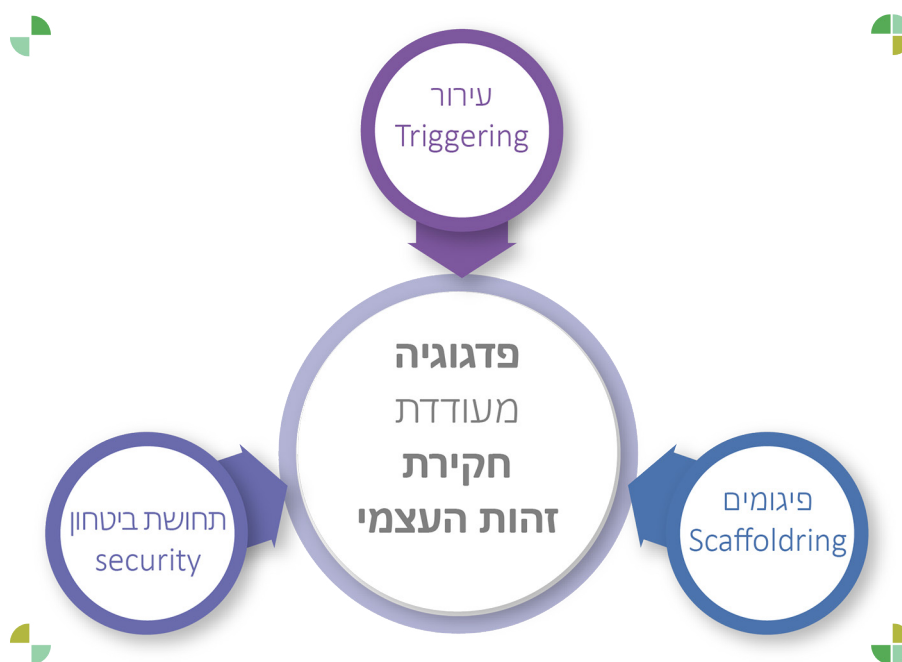 עירור
Triggering
פדגוגיה
מעודדת
חקירת
זהות העצמי
פיגומים
Scaffoldring
תחושת ביטחון
security